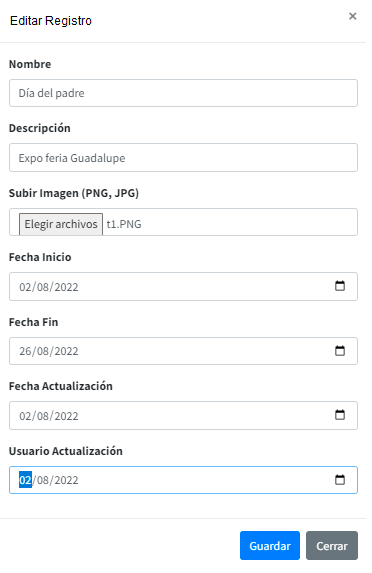 Editar Registro ×
Nombre
Día del padre
Descripción
Expo feria Guadalupe
Subir Imagen (PNG, JPG)
Elegir archivos t1.PNG
Fecha Inicio
02/08/2022
Fecha Fin
26/08/2022
Fecha Actualización
02/08/2022
Usuario Actualización
02/08/2022
Guardar Cerrar